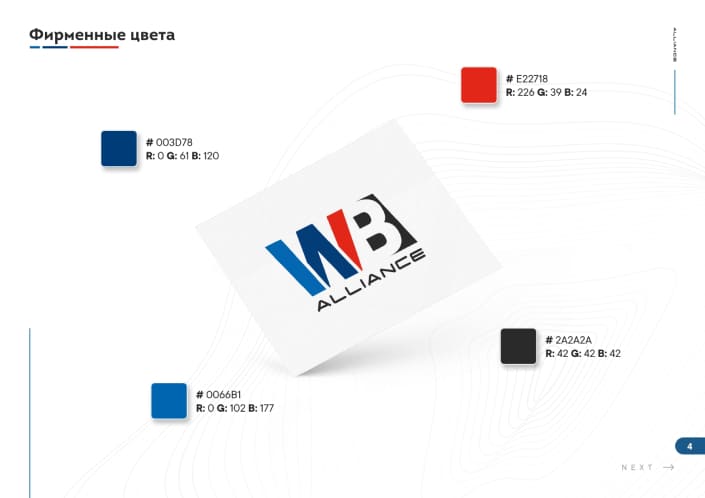 Фирменные цвета
ALLIANCE
# E22718
R: 226 G: 39 B: 24
# 003D78
R: 0 G: 61 B: 120
WB
ALLIANCE
# 2A2A2A
R: 42 G: 42 B: 42
# 0066B1
R: 0 G: 102 B: 177
4
NEXT